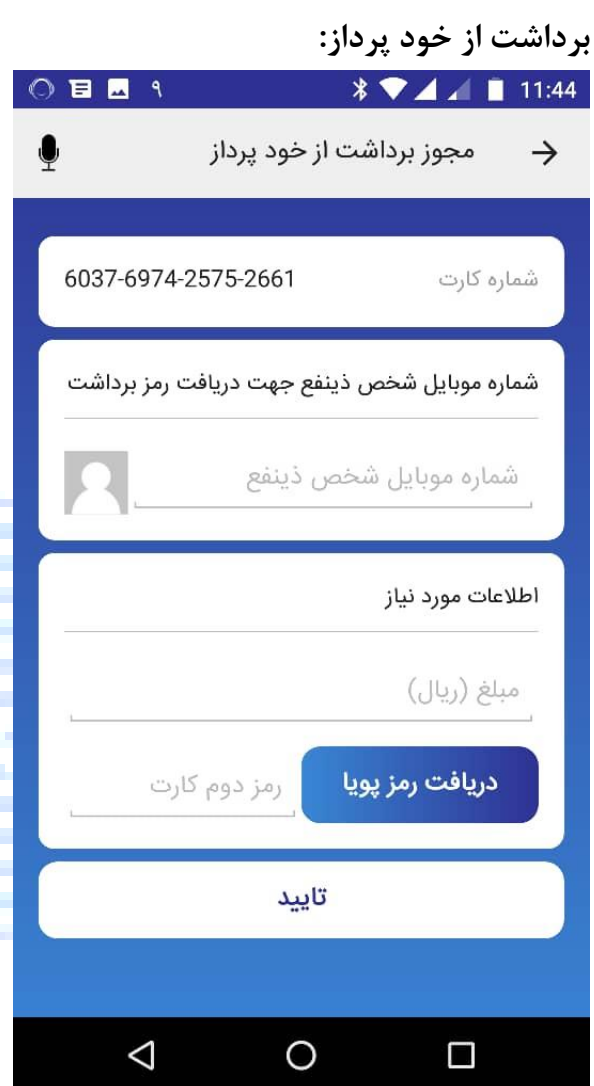 برداشت از خود پرداز:
۹ 11:44
مجوز برداشت از خود پرداز
شماره کارت 6037-6974-2575-2661
شماره موبایل شخص ذینفع جهت دریافت رمز برداشت
شماره موبایل شخص ذینفع
اطلاعات مورد نیاز
مبلغ (ریال)
دریافت رمز پویا رمز دوم کارت
تایید